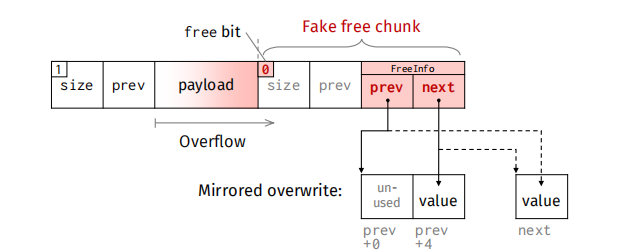 free bit
Fake free chunk
1
0
FreeInfo
size
prev
payload
size
prev
prev
next
Overflow
Mirrored overwrite:
un-
used
value
value
prev
+0
prev
+4
next